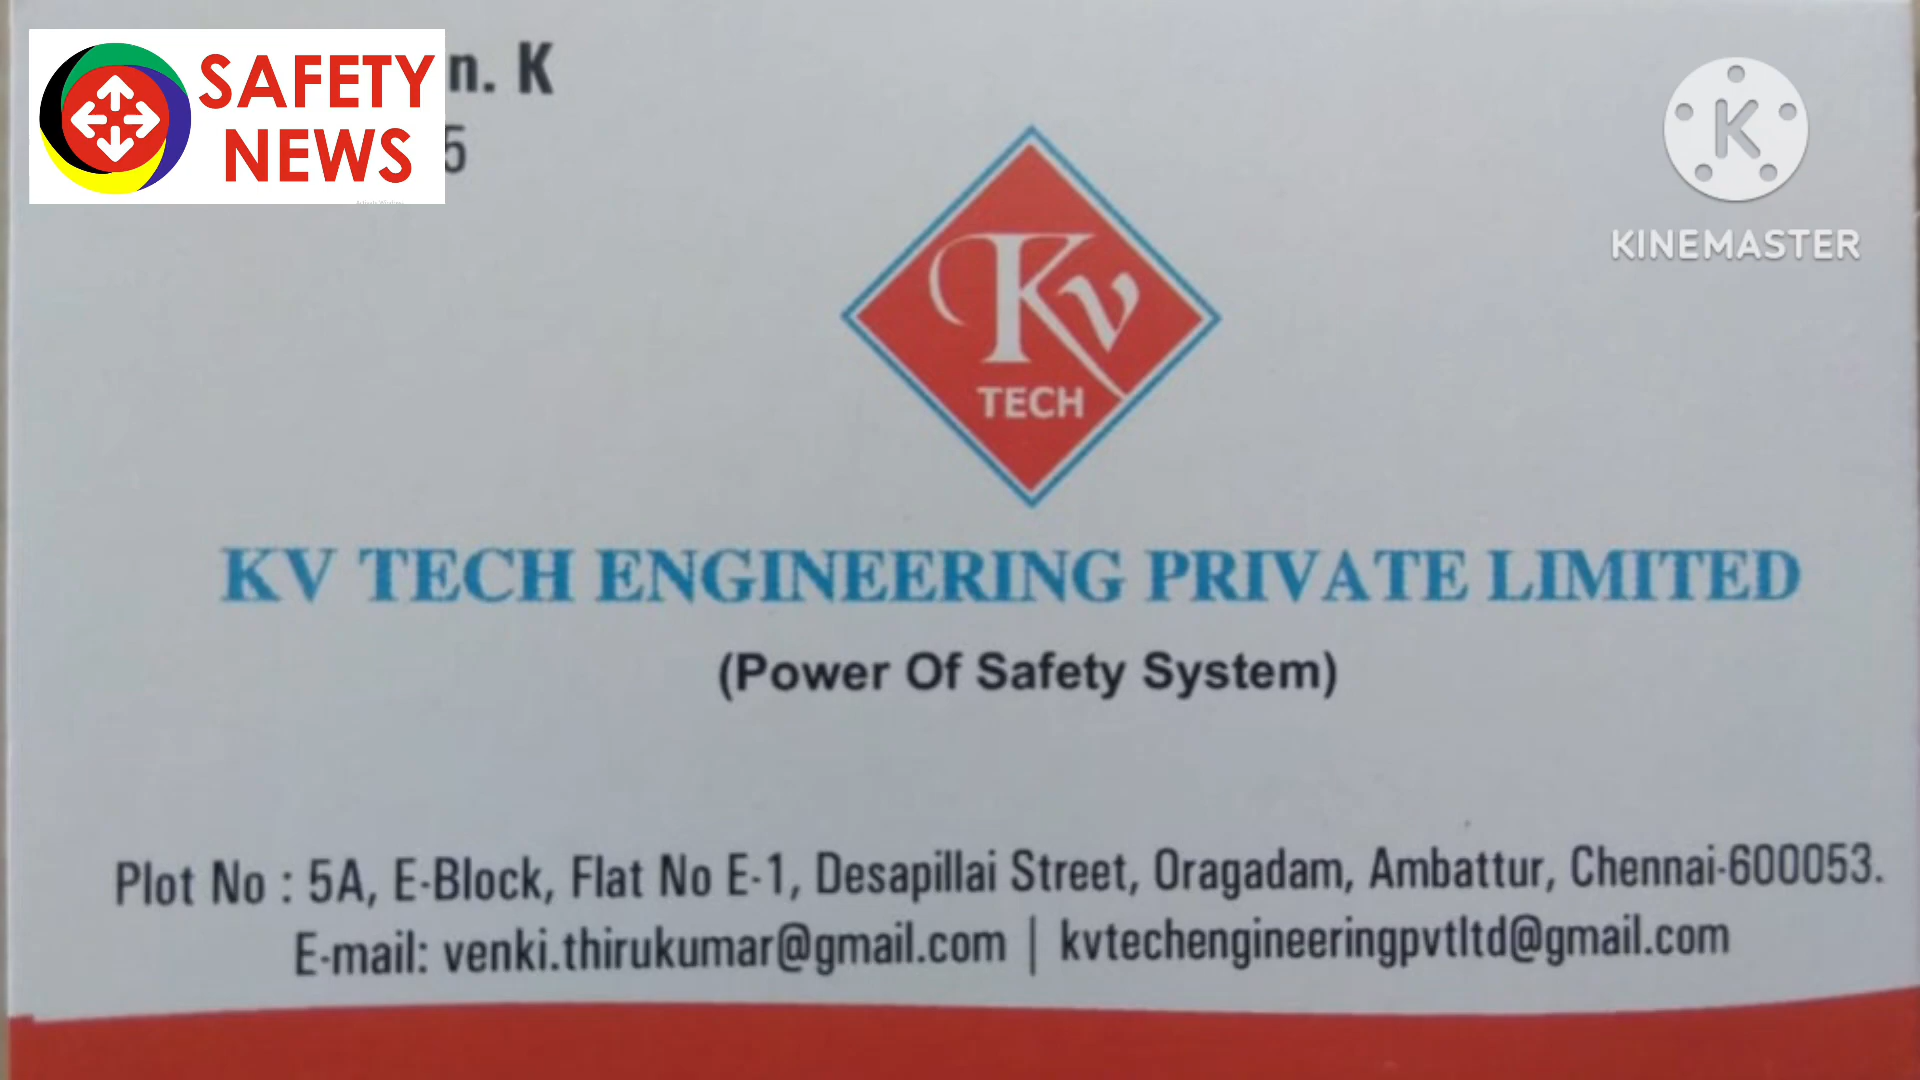 SAFETY
NEWS
n. K
5
KINEMASTER
Kv
TECH
KV TECH ENGINEERING PRIVATE LIMITED
(Power Of Safety System)
Plot No : 5A, E-Block, Flat No E-1, Desapillai Street, Oragadam, Ambattur, Chennai-600053.
E-mail: venki.thirukumar@gmail.com | kvtechengineeringpvtltd@gmail.com